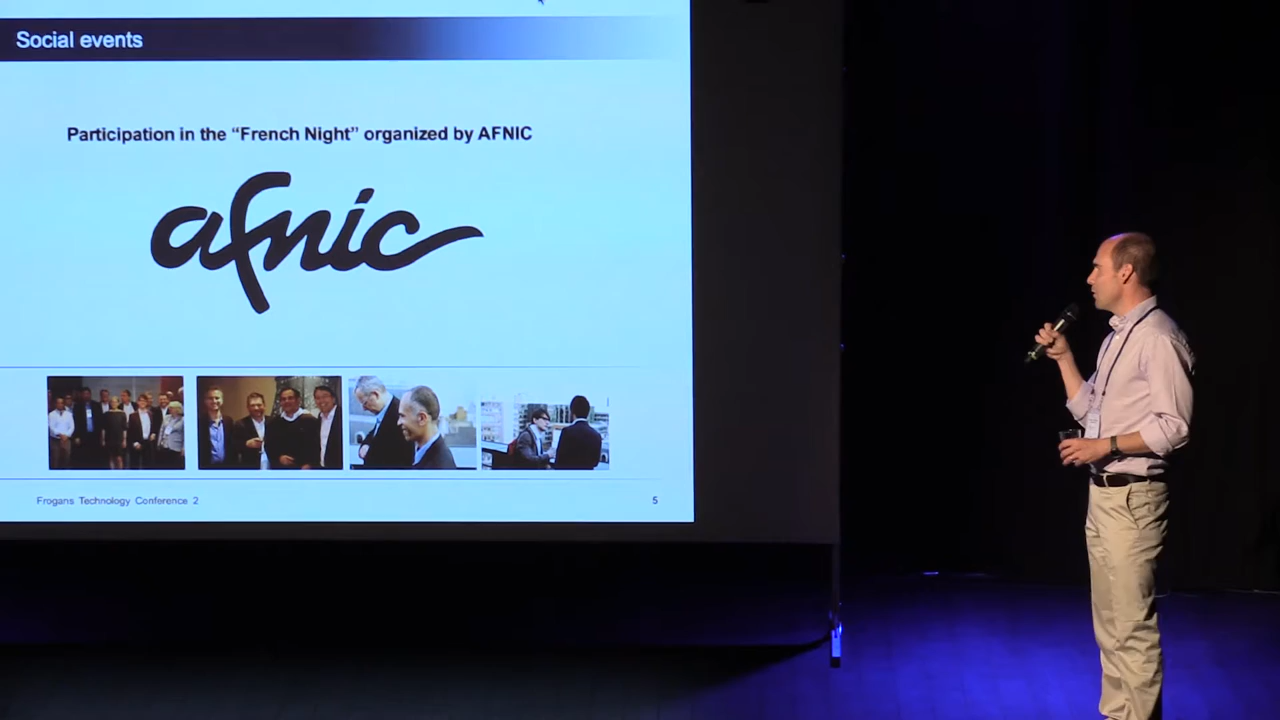 Social events
Participation in the “French Night” organized by AFNIC
afnic
Frogans Technology Conference 2
5